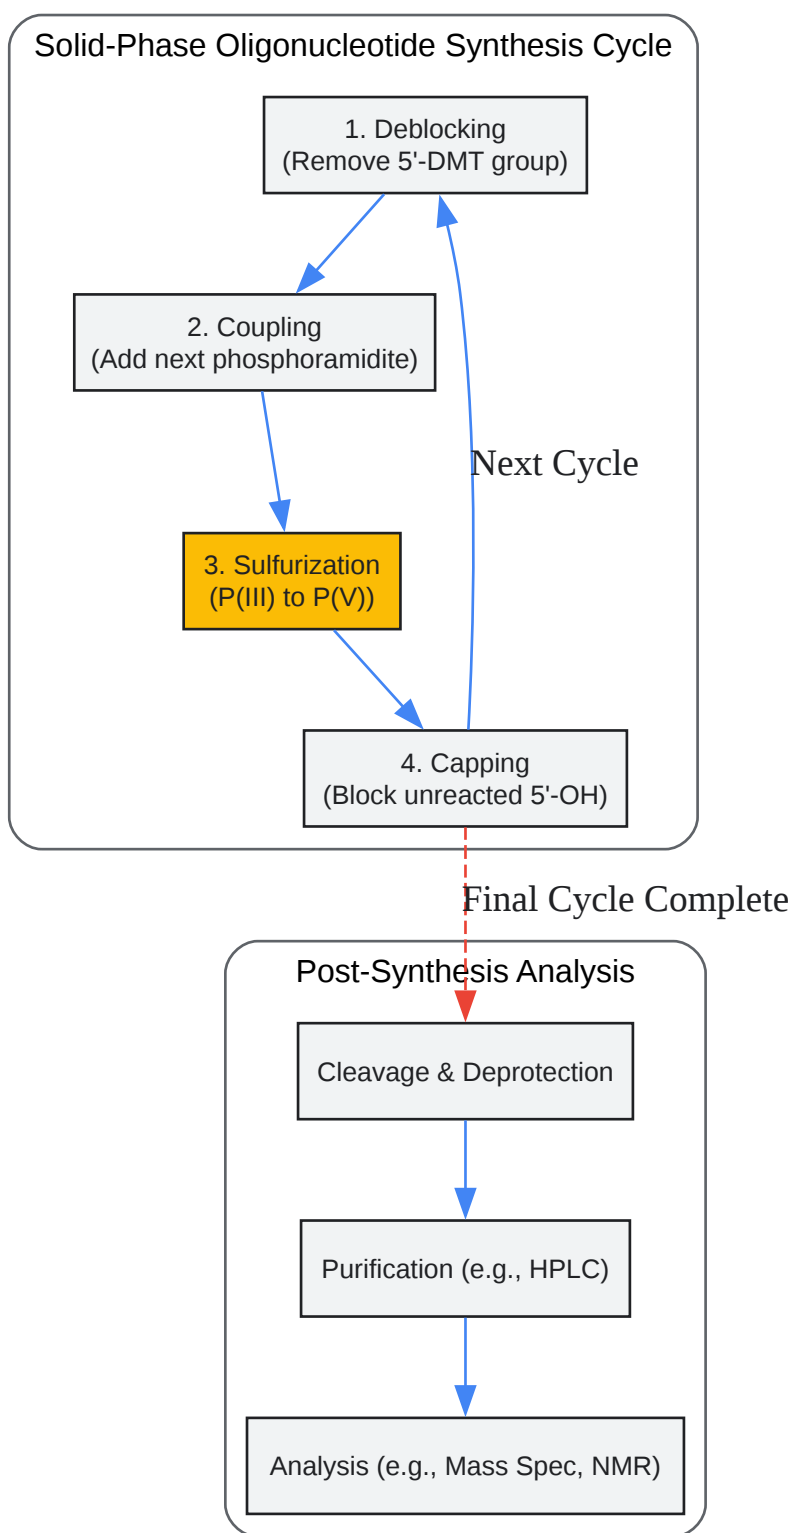 Solid-Phase Oligonucleotide Synthesis Cycle
1. Deblocking
(Remove 5'-DMT group)
2. Coupling
(Add next phosphoramidite)
Next Cycle
3. Sulfurization
(P(III) to P(V))
4. Capping
(Block unreacted 5'-OH)
Final Cycle Complete
Post-Synthesis Analysis
Cleavage & Deprotection
Purification (e.g., HPLC)
Analysis (e.g., Mass Spec, NMR)